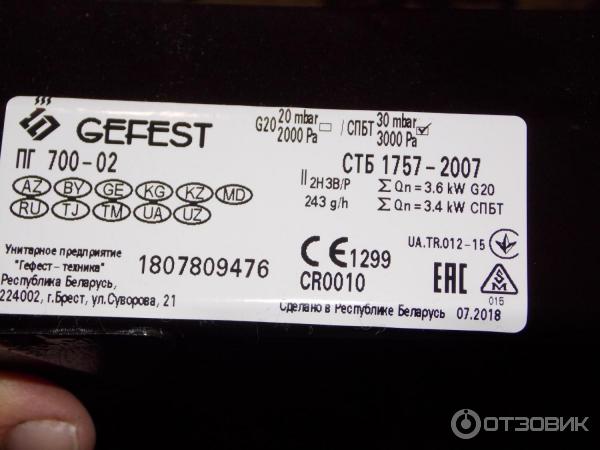 GEFEST
G20 20 mbar 2000 Pa / СПБТ 30 mbar 3000 Pa
ПГ 700-02
СТБ 1757-2007
AZ BY GE KG KZ MD
RU TJ TM UA UZ
II 2H3B/P ∑ Qn = 3.6 kW G20
243 g/h ∑ Qn = 3.4 kW СПБТ
Унитарное предприятие
"Гефест-техника"
Республика Беларусь,
224002, г.Брест, ул.Суворова, 21
1807809476
CE 1299
CR0010
UA.TR.012-15
EAC
015
Сделано в Республике Беларусь 07.2018
ОТЗОВИК